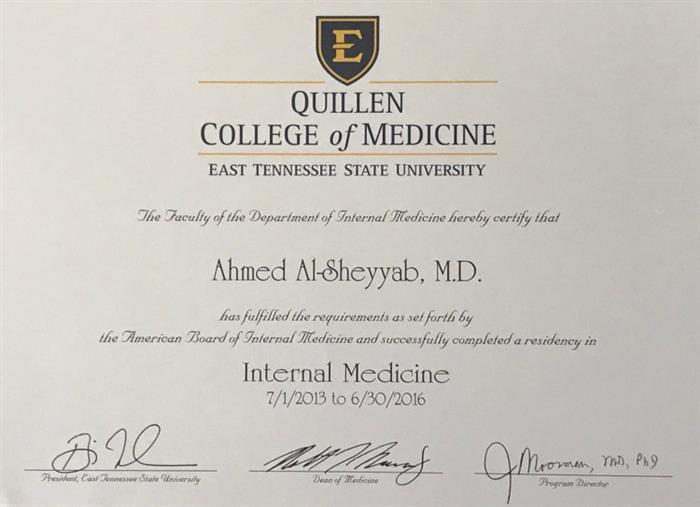 E
QUILLEN
COLLEGE of MEDICINE
EAST TENNESSEE STATE UNIVERSITY
The Faculty of the Department of Internal Medicine hereby certify that
Ahmed Al-Sheyyab, M.D.
has fulfilled the requirements as set forth by
the American Board of Internal Medicine and successfully completed a residency in
Internal Medicine
7/1/2013 to 6/30/2016
J Moorman, MD, PhD
President, East Tennessee State University
Dean of Medicine
Program Director